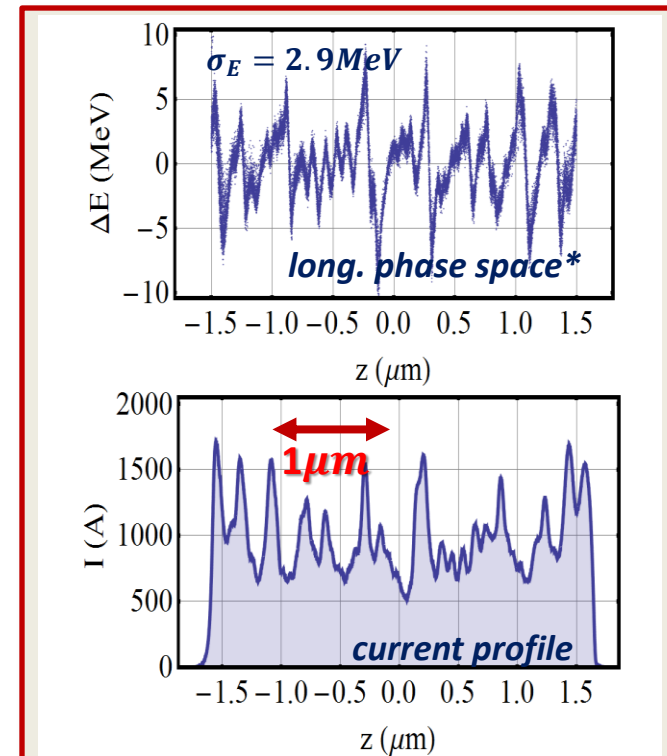 10
σ_E = 2.9MeV
5
0
−5
−10
ΔE (MeV)
long. phase space*
−1.5 −1.0 −0.5 0.0 0.5 1.0 1.5
z (μm)
2000
1500
1000
500
0
I (A)
1μm
current profile
−1.5 −1.0 −0.5 0.0 0.5 1.0 1.5
z (μm)